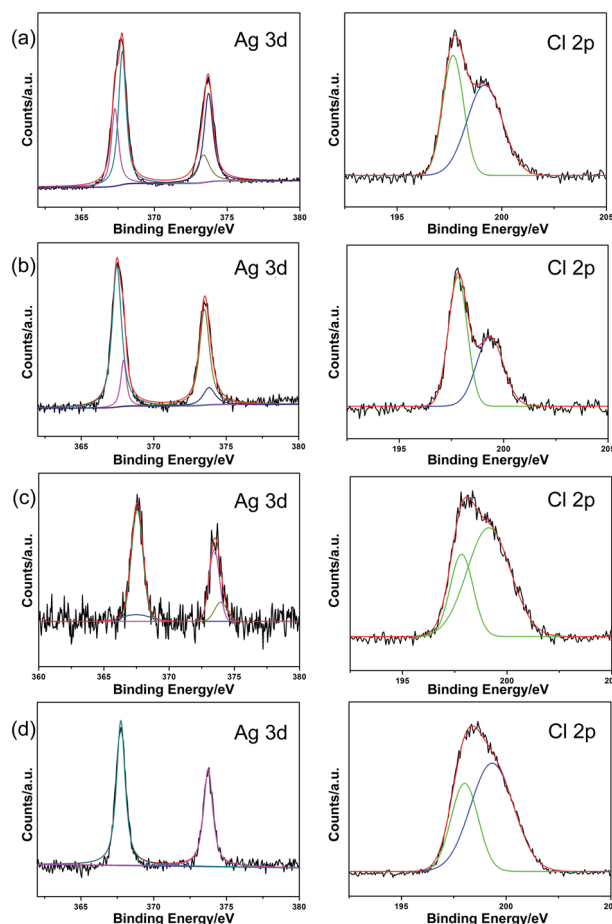 (a)
Ag 3d
Counts/a.u.
365 370 375 380
Binding Energy/eV
Cl 2p
Counts/a.u.
195 200 205
Binding Energy/eV
(b)
Ag 3d
Counts/a.u.
365 370 375 380
Binding Energy/eV
Cl 2p
Counts/a.u.
195 200 205
Binding Energy/eV
(c)
Ag 3d
Counts/a.u.
360 365 370 375 380
Binding Energy/eV
Cl 2p
Counts/a.u.
195 200
Binding Energy/eV
(d)
Ag 3d
Counts/a.u.
365 370 375 380
Binding Energy/eV
Cl 2p
Counts/a.u.
195 200
Binding Energy/eV